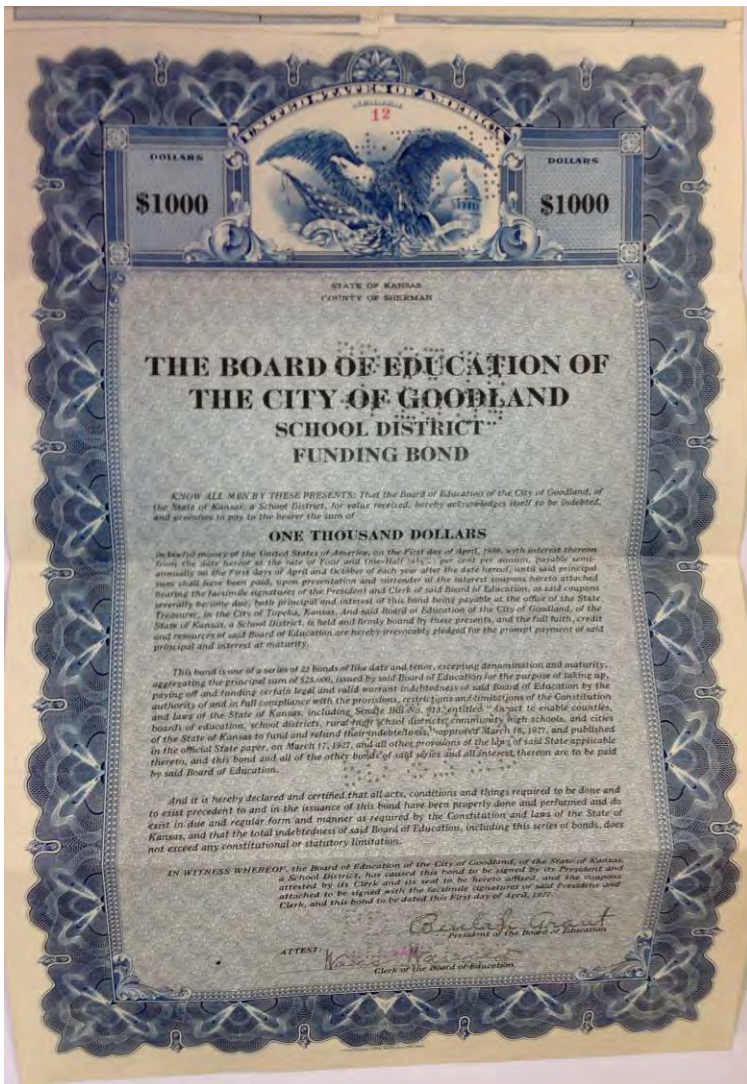 UNITED STATES OF AMERICA
12
DOLLARS
$1000
DOLLARS
$1000
STATE OF KANSAS
COUNTY OF SHERMAN
THE BOARD OF EDUCATION OF
THE CITY OF GOODLAND
SCHOOL DISTRICT
FUNDING BOND
KNOW ALL MEN BY THESE PRESENTS: That the Board of Education of the City of Goodland, of
the State of Kansas, a School District, for value received, hereby acknowledges itself to be indebted,
and promises to pay to the bearer the sum of
ONE THOUSAND DOLLARS
in lawful money of the United States of America, on the First day of April, with interest thereon
from the date hereof at the rate of Four and One-Half per cent per annum, payable semi-
annually on the First days of April and October of each year after the date hereof, until said principal
sum shall have been paid, upon presentation and surrender of the interest coupons hereto attached
bearing the facsimile signatures of the President and Clerk of said Board of Education, as said coupons
severally become due, both principal and interest of this bond being payable at the office of the State
Treasurer, in the City of Topeka, Kansas. And said Board of Education of the City of Goodland, of the
State of Kansas, a School District, is held and firmly bound by these presents, and the full faith, credit
and resources of said Board of Education are hereby irrevocably pledged for the prompt payment of said
principal and interest at maturity.
This bond is one of a series of 25 bonds of like date and tenor, excepting denomination and maturity,
aggregating the principal sum of $25,000, issued by said Board of Education for the purpose of taking up,
paying off and funding certain legal and valid warrant indebtedness of said Board of Education by the
authority of and in full compliance with the provisions, restrictions and limitations of the Constitution
and laws of the State of Kansas, including Senate Bill No. entitled "An act to enable counties,
boards of education, school districts, rural high school districts, community high schools, and cities
of the State of Kansas to fund and refund their indebtedness," approved March 16, 1927, and published
in the official State paper, on March 17, 1927, and all other provisions of the laws of said State applicable
thereto, and this bond and all of the other bonds of said series and all interest thereon are to be paid
by said Board of Education.
And it is hereby declared and certified that all acts, conditions and things required to be done and
to exist precedent to and in the issuance of this bond have been properly done and performed and do
exist in due and regular form and manner as required by the Constitution and laws of the State of
Kansas, and that the total indebtedness of said Board of Education, including this series of bonds, does
not exceed any constitutional or statutory limitation.
IN WITNESS WHEREOF, the Board of Education of the City of Goodland, of the State of Kansas,
a School District, has caused this bond to be signed by its President and
attested by its Clerk and its seal to be hereto affixed, and the coupons
attached to be signed with the facsimile signatures of said President and
Clerk, and this bond to be dated this First day of April, 1927.
Beulah Grant
President of the Board of Education
ATTEST:
Clerk of the Board of Education